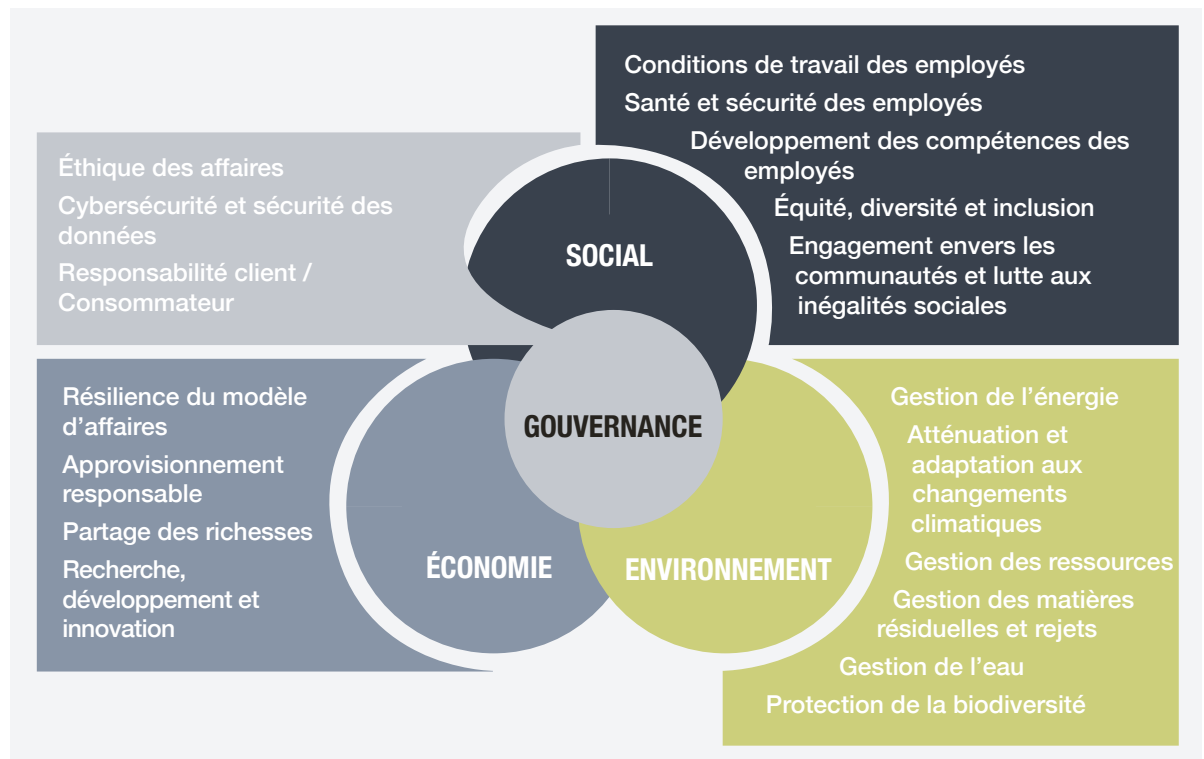 Éthique des affaires
Cybersécurité et sécurité des
données
Responsabilité client /
Consommateur
Conditions de travail des employés
Santé et sécurité des employés
Développement des compétences des
employés
Équité, diversité et inclusion
Engagement envers les
communautés et lutte aux
inégalités sociales
SOCIAL
GOUVERNANCE
ÉCONOMIE
ENVIRONNEMENT
Résilience du modèle
d’affaires
Approvisionnement
responsable
Partage des richesses
Recherche,
développement et
innovation
Gestion de l’énergie
Atténuation et
adaptation aux
changements
climatiques
Gestion des ressources
Gestion des matières
résiduelles et rejets
Gestion de l’eau
Protection de la biodiversité